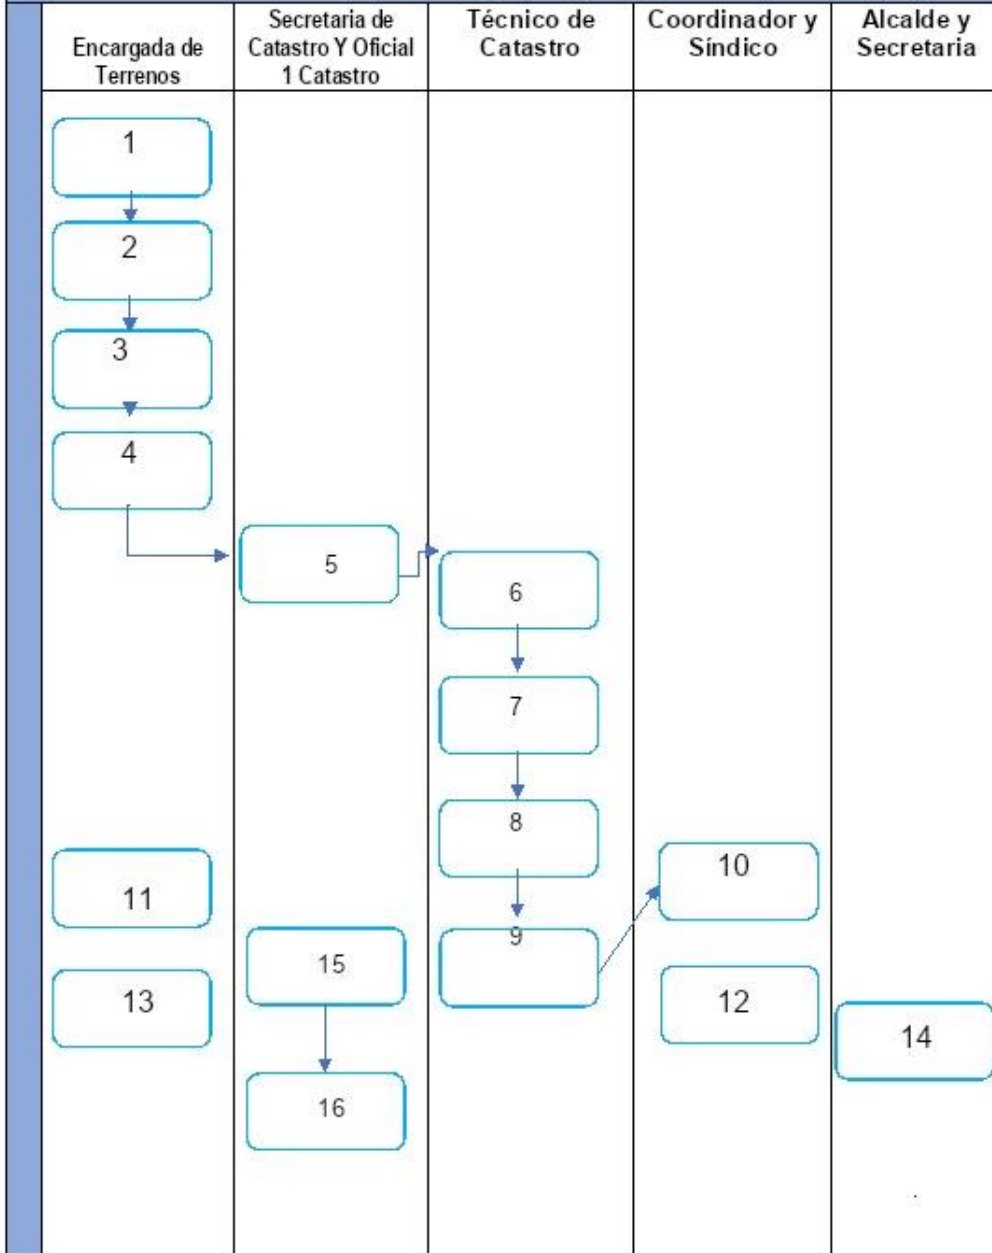 Encargada de
Terrenos
Secretaria de
Catastro Y Oficial
1 Catastro
Técnico de
Catastro
Coordinador y
Síndico
Alcalde y
Secretaria
1
2
3
4
5
6
7
8
9
10
11
12
13
14
15
16